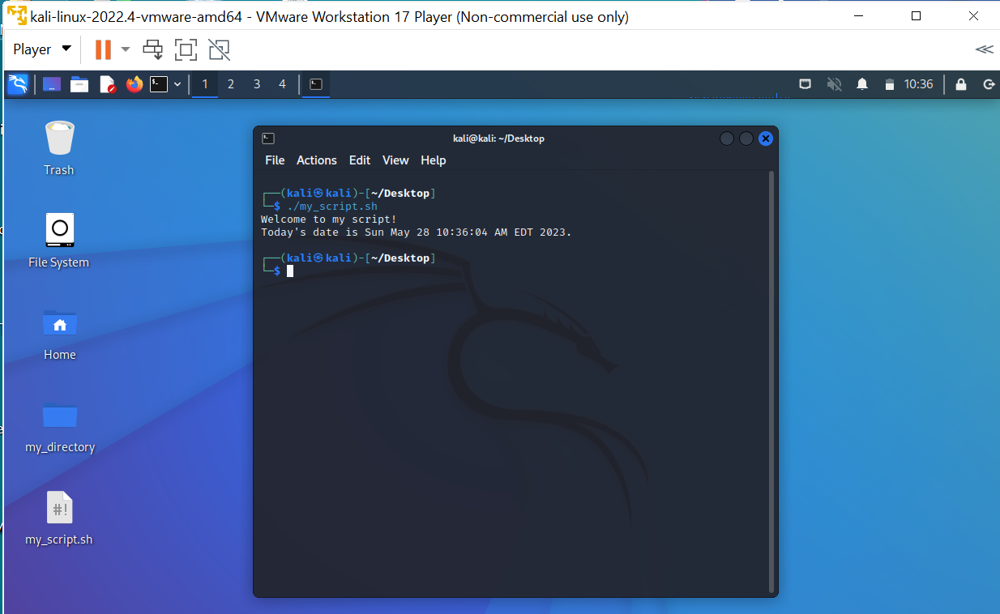 kali-linux-2022.4-vmware-amd64 - VMware Workstation 17 Player (Non-commercial use only)
Player
1 2 3 4 10:36
kali@kali: ~/Desktop
File Actions Edit View Help
┌──(kali㉿kali)-[~/Desktop]
└─$ ./my_script.sh
Welcome to my script!
Today's date is Sun May 28 10:36:04 AM EDT 2023.
┌──(kali㉿kali)-[~/Desktop]
└─$
Trash
File System
Home
my_directory
#!
my_script.sh